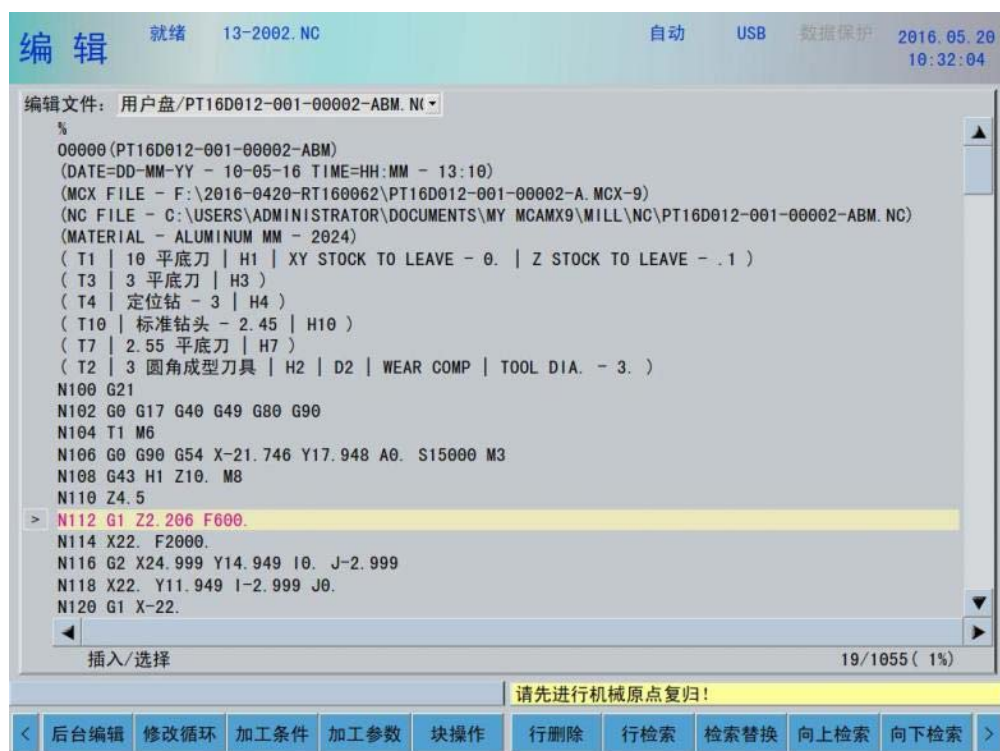 编 辑 就绪 13-2002.NC 自动 USB 数据保护 2016.05.20
10:32:04
编辑文件: 用户盘/PT16D012-001-00002-ABM.N(
%
O0000(PT16D012-001-00002-ABM)
(DATE=DD-MM-YY - 10-05-16 TIME=HH:MM - 13:10)
(MCX FILE - F:\2016-0420-RT160062\PT16D012-001-00002-A.MCX-9)
(NC FILE - C:\USERS\ADMINISTRATOR\DOCUMENTS\MY MCAMX9\MILL\NC\PT16D012-001-00002-ABM.NC)
(MATERIAL - ALUMINUM MM - 2024)
( T1 | 10 平底刀 | H1 | XY STOCK TO LEAVE - 0. | Z STOCK TO LEAVE - .1 )
( T3 | 3 平底刀 | H3 )
( T4 | 定位钻 - 3 | H4 )
( T10 | 标准钻头 - 2.45 | H10 )
( T7 | 2.55 平底刀 | H7 )
( T2 | 3 圆角成型刀具 | H2 | D2 | WEAR COMP | TOOL DIA. - 3. )
N100 G21
N102 G0 G17 G40 G49 G80 G90
N104 T1 M6
N106 G0 G90 G54 X-21.746 Y17.948 A0. S15000 M3
N108 G43 H1 Z10. M8
N110 Z4.5
> N112 G1 Z2.206 F600.
N114 X22. F2000.
N116 G2 X24.999 Y14.949 I0. J-2.999
N118 X22. Y11.949 I-2.999 J0.
N120 G1 X-22.
插入/选择 19/1055( 1%)
请先进行机械原点复归!
< 后台编辑 修改循环 加工条件 加工参数 块操作 行删除 行检索 检索替换 向上检索 向下检索 >